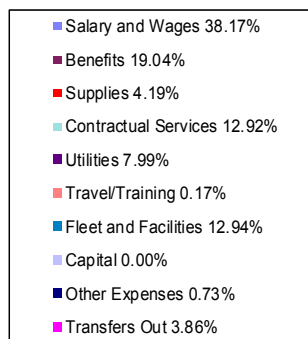 Salary and Wages 38.17%
Benefits 19.04%
Supplies 4.19%
Contractual Services 12.92%
Utilities 7.99%
Travel/Training 0.17%
Fleet and Facilities 12.94%
Capital 0.00%
Other Expenses 0.73%
Transfers Out 3.86%